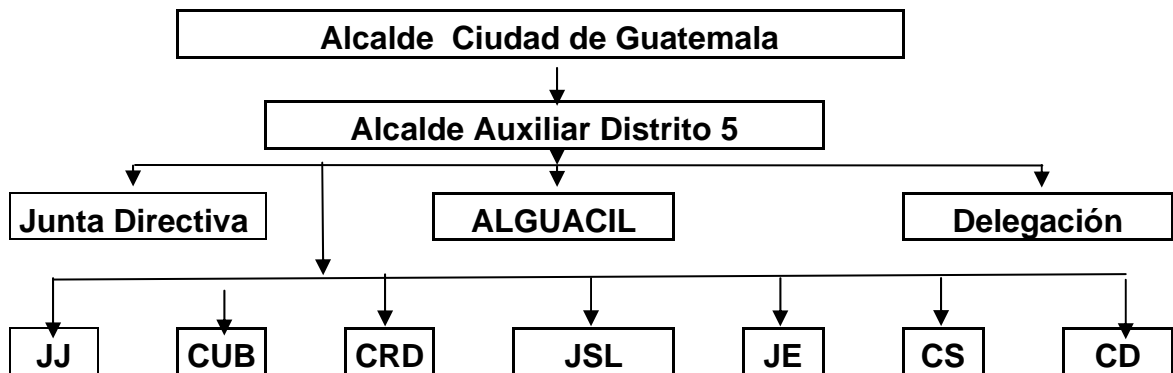 Alcalde  Ciudad de Guatemala
Alcalde Auxiliar Distrito 5
Junta Directiva ALGUACIL Delegación
JJ CUB CRD JSL JE CS CD